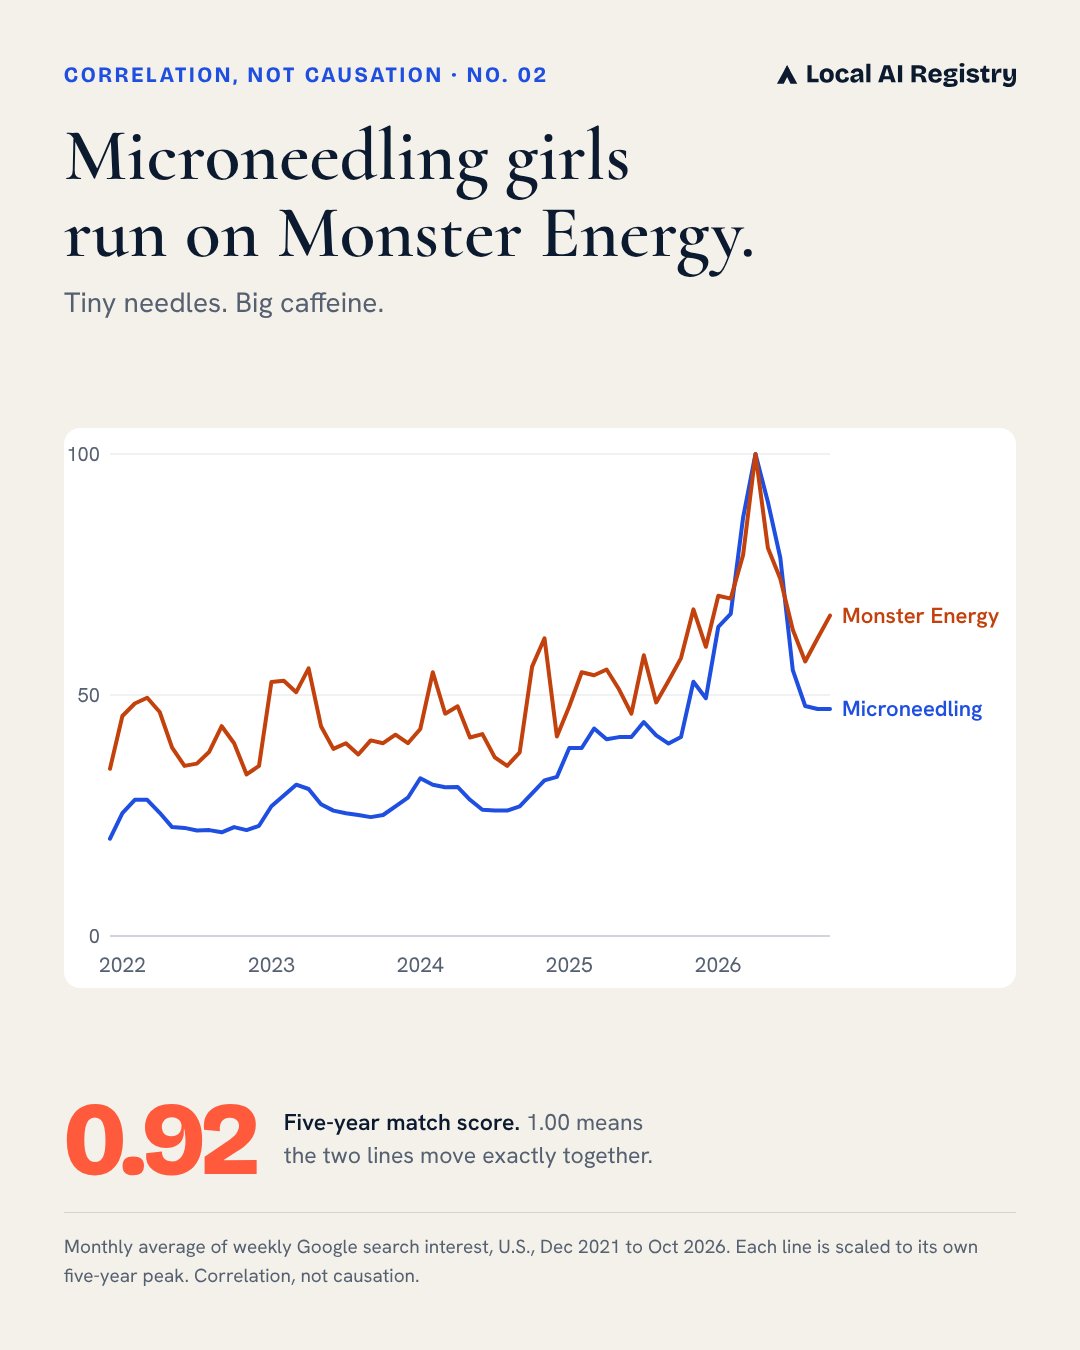 CORRELATION, NOT CAUSATION · NO. 02
Local AI Registry
Microneedling girls
run on Monster Energy.
Tiny needles. Big caffeine.
100
50
0
Monster Energy
Microneedling
2022
2023
2024
2025
2026
0.92
Five-year match score. 1.00 means
the two lines move exactly together.
Monthly average of weekly Google search interest, U.S., Dec 2021 to Oct 2026. Each line is scaled to its own
five-year peak. Correlation, not causation.